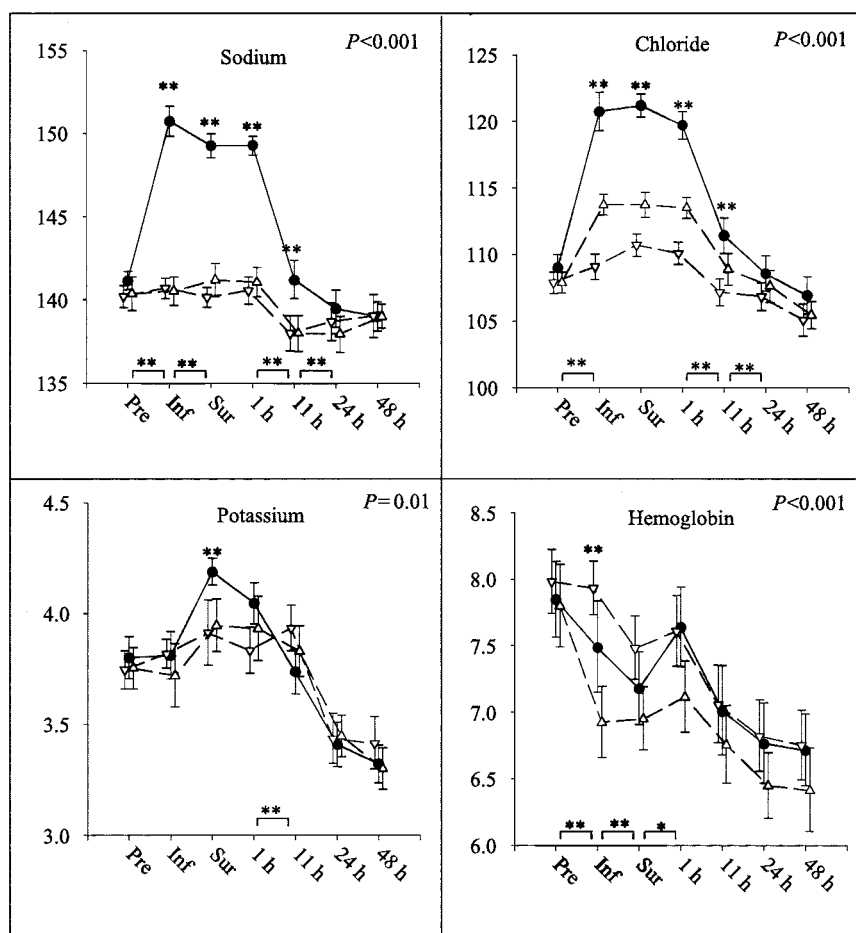 P<0.001
Sodium
155
150
145
140
135
**
**
**
**
** ** ** **
Pre Inf Sur 1 h 11 h 24 h 48 h
P<0.001
Chloride
125
120
115
110
105
100
**
**
**
**
** ** **
Pre Inf Sur 1 h 11 h 24 h 48 h
P=0.01
Potassium
4.5
4.0
3.5
3.0
**
**
Pre Inf Sur 1 h 11 h 24 h 48 h
P<0.001
Hemoglobin
8.5
8.0
7.5
7.0
6.5
6.0
**
** ** *
Pre Inf Sur 1 h 11 h 24 h 48 h